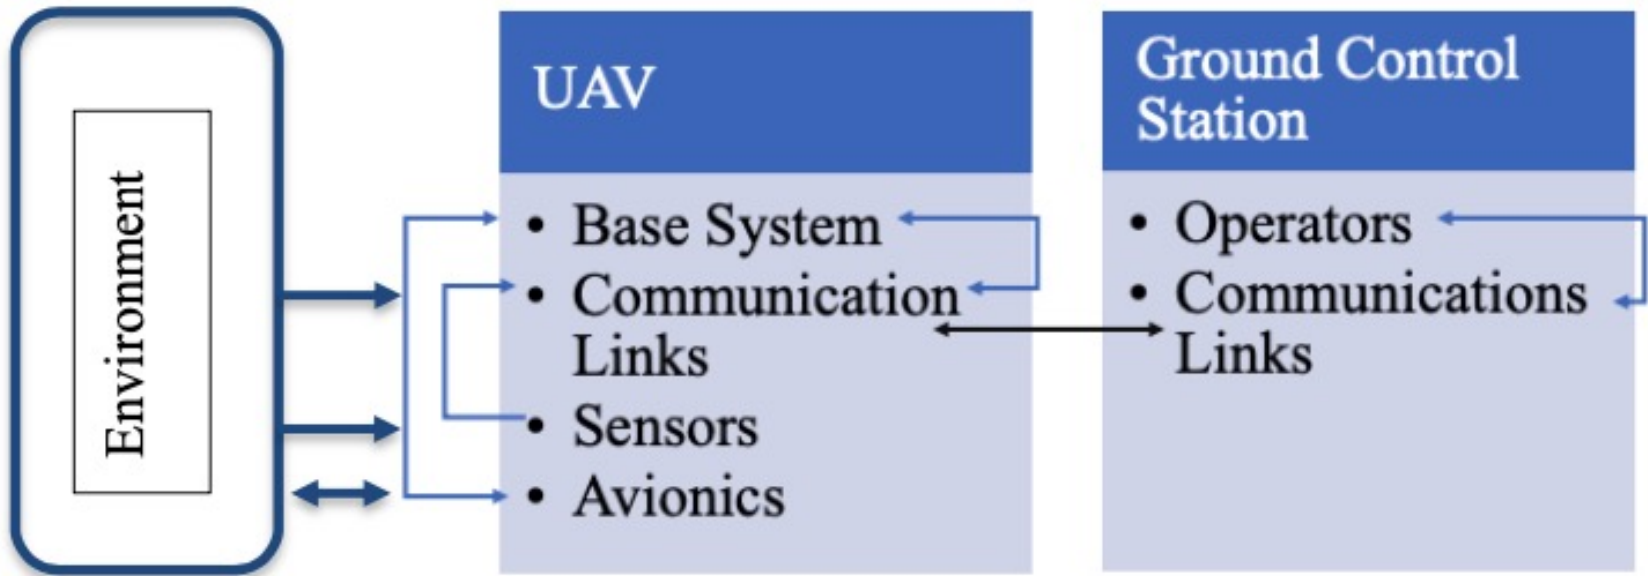 Environment
UAV
• Base System
• Communication
Links
• Sensors
• Avionics
Ground Control
Station
• Operators
• Communications
Links